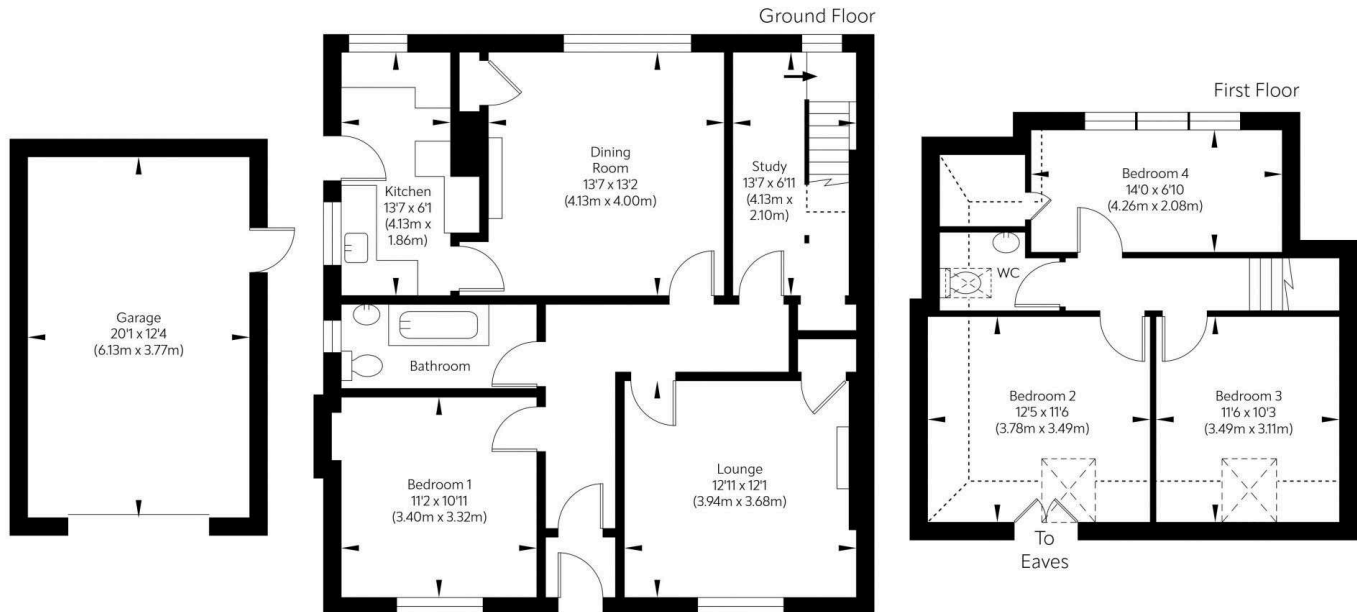 Ground Floor
First Floor
Garage
20'1 x 12'4
(6.13m x 3.77m)
Kitchen
13'7 x 6'1
(4.13m x
1.86m)
Dining
Room
13'7 x 13'2
(4.13m x 4.00m)
Study
13'7 x 6'11
(4.13m x
2.10m)
Bathroom
Bedroom 1
11'2 x 10'11
(3.40m x 3.32m)
Lounge
12'11 x 12'1
(3.94m x 3.68m)
Bedroom 4
14'0 x 6'10
(4.26m x 2.08m)
WC
Bedroom 2
12'5 x 11'6
(3.78m x 3.49m)
Bedroom 3
11'6 x 10'3
(3.49m x 3.11m)
To
Eaves